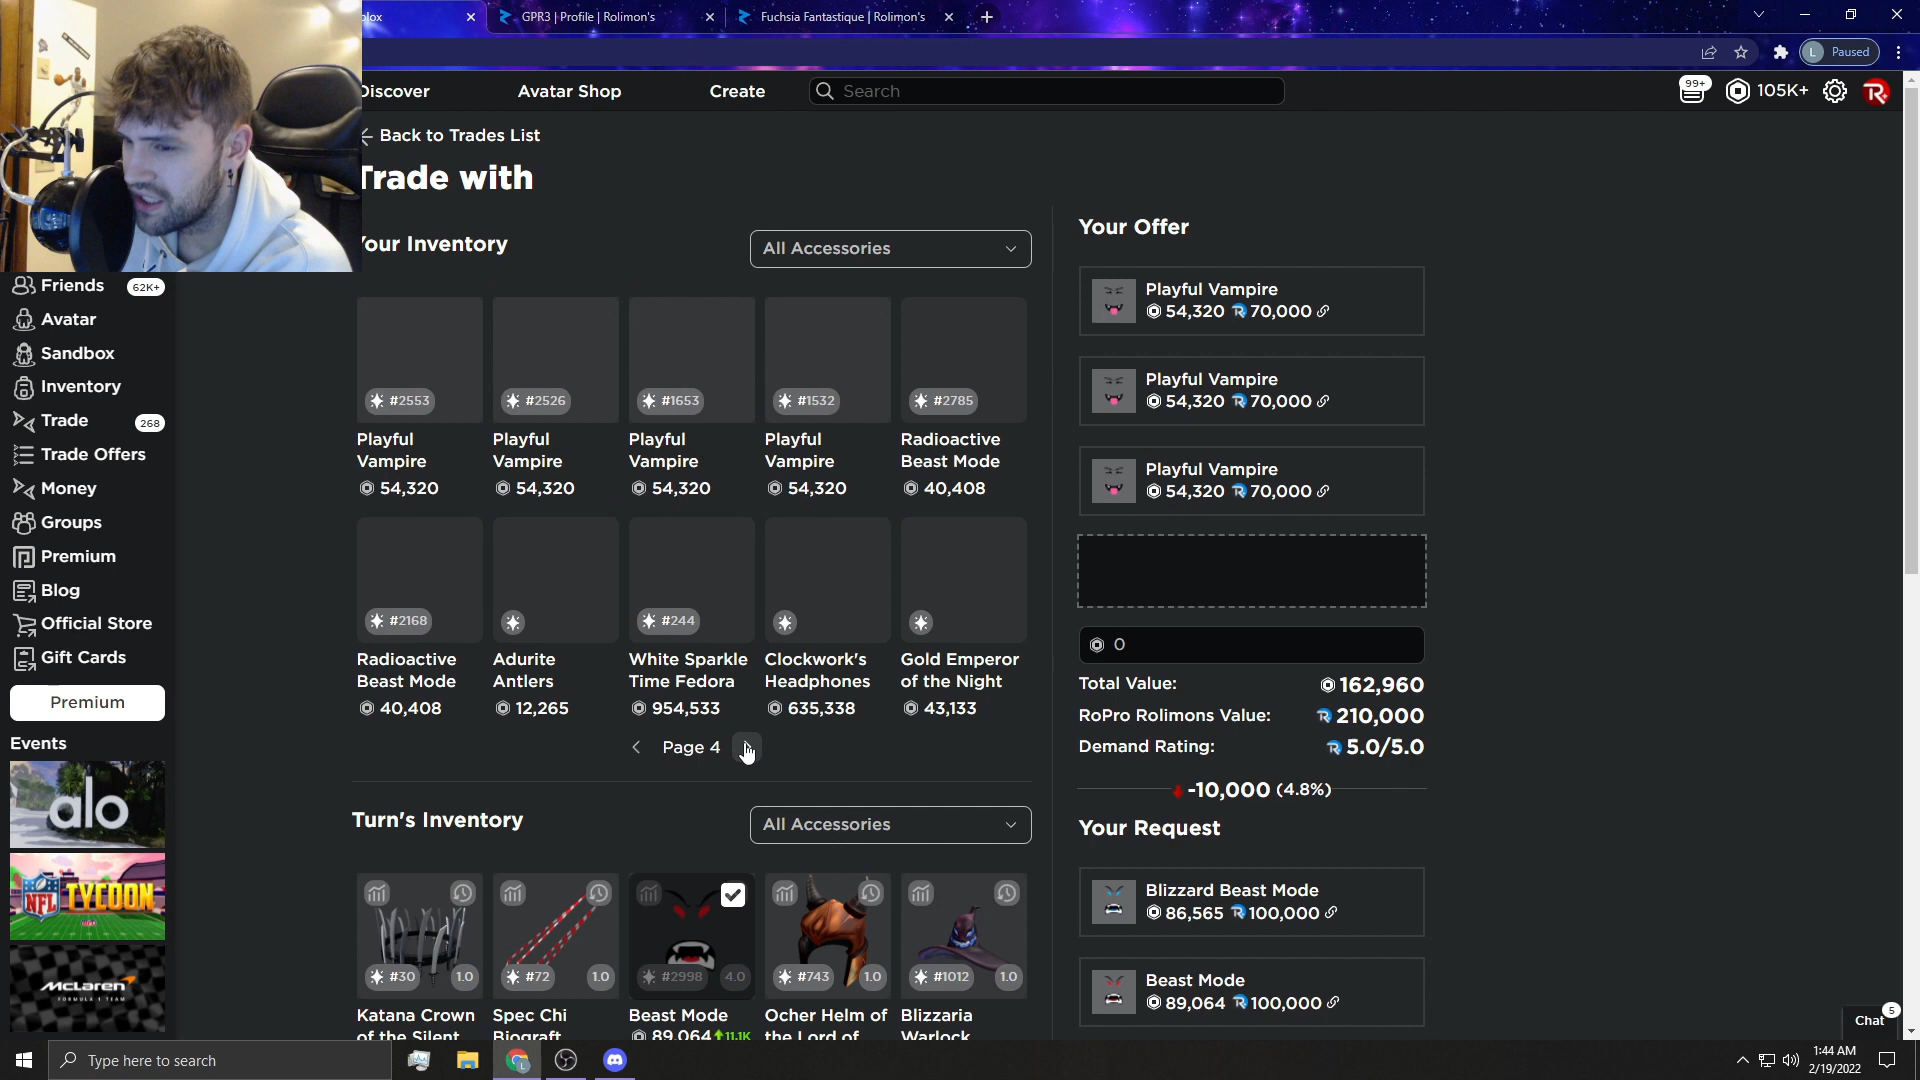 olox
GPR3 | Profile | Rolimon's
Fuchsia Fantastique | Rolimon's
L Paused
Discover
Avatar Shop
Create
Search
99+
105K+
Back to Trades List
Trade with
Your Inventory
All Accessories
Friends 62K+
Avatar
Sandbox
Inventory
Trade 268
Trade Offers
Money
Groups
Premium
Blog
Official Store
Gift Cards
Premium
Events
alo
NFL TYCOON
McLaren
FORMULA 1 TEAM
#2553
#2526
#1653
#1532
#2785
Playful Vampire
54,320
Playful Vampire
54,320
Playful Vampire
54,320
Playful Vampire
54,320
Radioactive Beast Mode
40,408
#2168
#244
Radioactive Beast Mode
40,408
Adurite Antlers
12,265
White Sparkle Time Fedora
954,533
Clockwork's Headphones
635,338
Gold Emperor of the Night
43,133
Page 4
Turn's Inventory
All Accessories
#30 1.0
#72 1.0
#2998 4.0
#743 1.0
#1012 1.0
Katana Crown of the Silent
Spec Chi Biograft
Beast Mode
89,064 11.1K
Ocher Helm of the Lord of
Blizzaria Warlock
Your Offer
Playful Vampire
54,320 70,000
Playful Vampire
54,320 70,000
Playful Vampire
54,320 70,000
0
Total Value: 162,960
RoPro Rolimons Value: 210,000
Demand Rating: 5.0/5.0
-10,000 (4.8%)
Your Request
Blizzard Beast Mode
86,565 100,000
Beast Mode
89,064 100,000
Chat 5
Type here to search
1:44 AM
2/19/2022